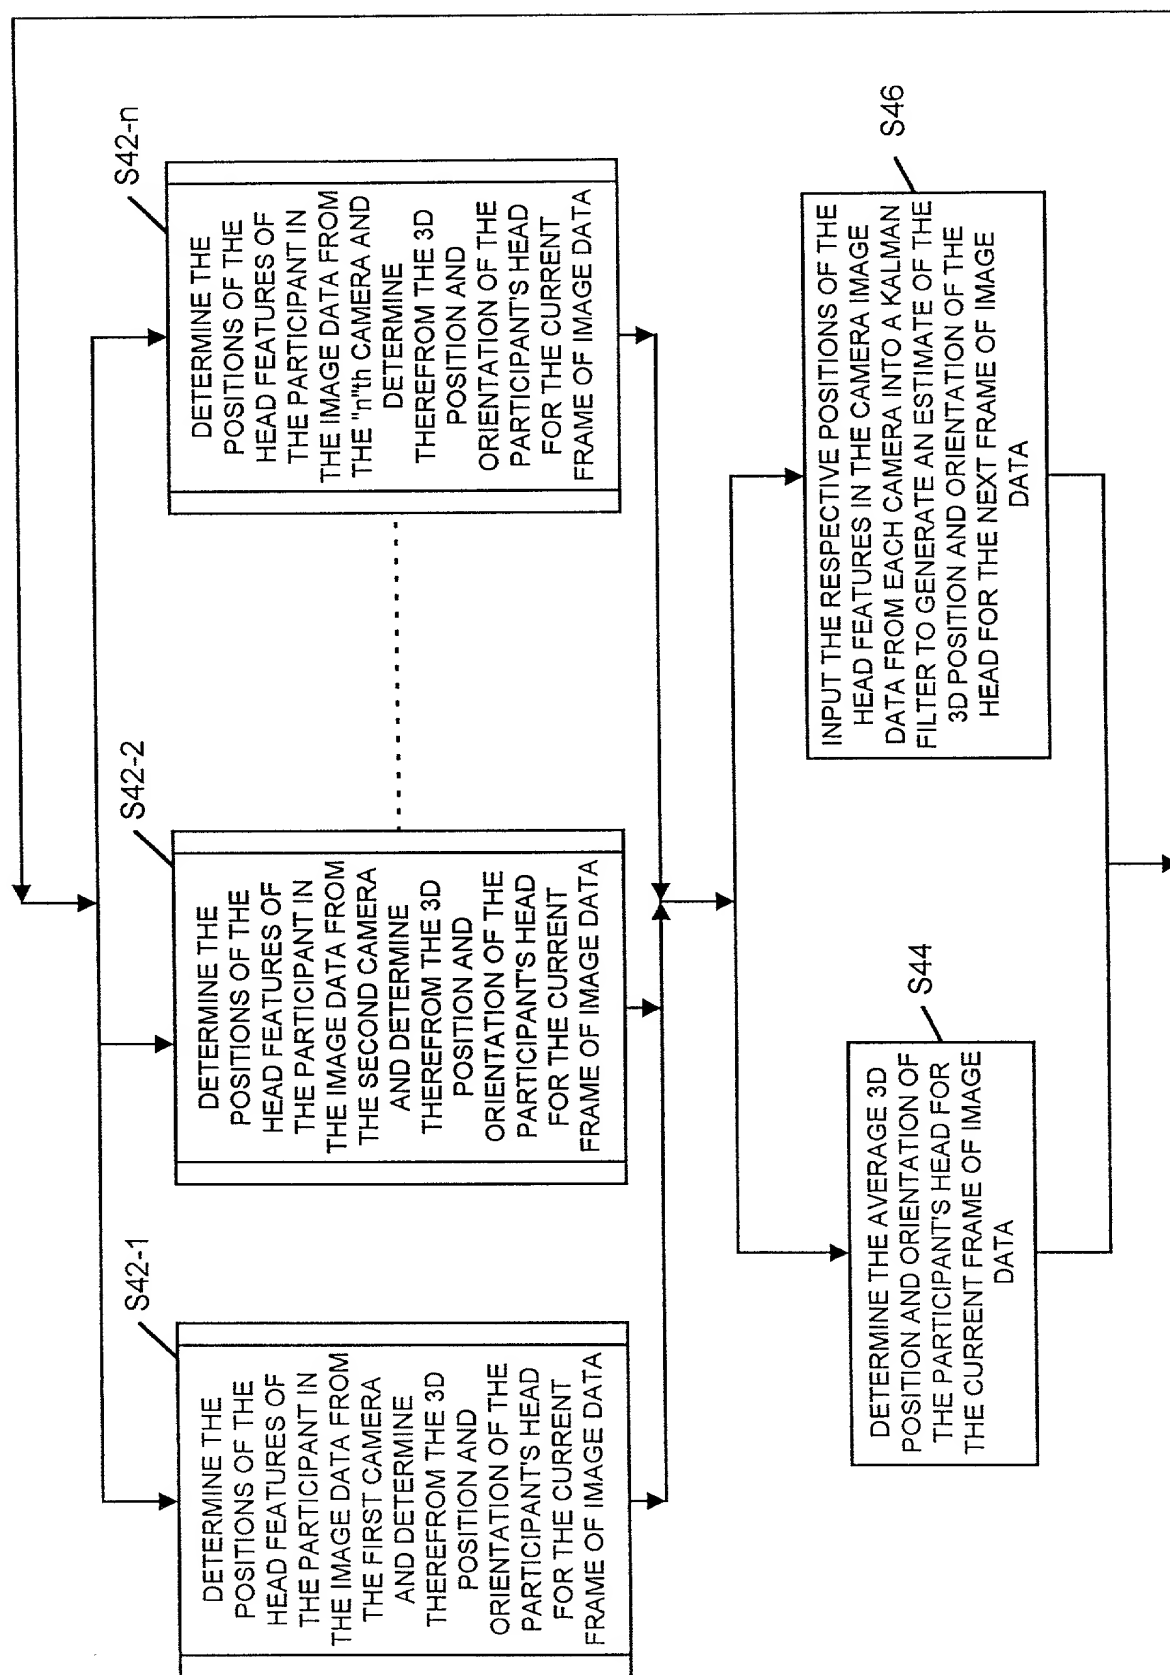 S42-1
DETERMINE THE
POSITIONS OF THE
HEAD FEATURES OF
THE PARTICIPANT IN
THE IMAGE DATA FROM
THE FIRST CAMERA
AND DETERMINE
THEREFROM THE 3D
POSITION AND
ORIENTATION OF THE
PARTICIPANT'S HEAD
FOR THE CURRENT
FRAME OF IMAGE DATA
S42-2
DETERMINE THE
POSITIONS OF THE
HEAD FEATURES OF
THE PARTICIPANT IN
THE IMAGE DATA FROM
THE SECOND CAMERA
AND DETERMINE
THEREFROM THE 3D
POSITION AND
ORIENTATION OF THE
PARTICIPANT'S HEAD
FOR THE CURRENT
FRAME OF IMAGE DATA
S42-n
DETERMINE THE
POSITIONS OF THE
HEAD FEATURES OF
THE PARTICIPANT IN
THE IMAGE DATA FROM
THE "n"th CAMERA AND
DETERMINE
THEREFROM THE 3D
POSITION AND
ORIENTATION OF THE
PARTICIPANT'S HEAD
FOR THE CURRENT
FRAME OF IMAGE DATA
S44
DETERMINE THE AVERAGE 3D
POSITION AND ORIENTATION OF
THE PARTICIPANT'S HEAD FOR
THE CURRENT FRAME OF IMAGE
DATA
S46
INPUT THE RESPECTIVE POSITIONS OF THE
HEAD FEATURES IN THE CAMERA IMAGE
DATA FROM EACH CAMERA INTO A KALMAN
FILTER TO GENERATE AN ESTIMATE OF THE
3D POSITION AND ORIENTATION OF THE
HEAD FOR THE NEXT FRAME OF IMAGE
DATA